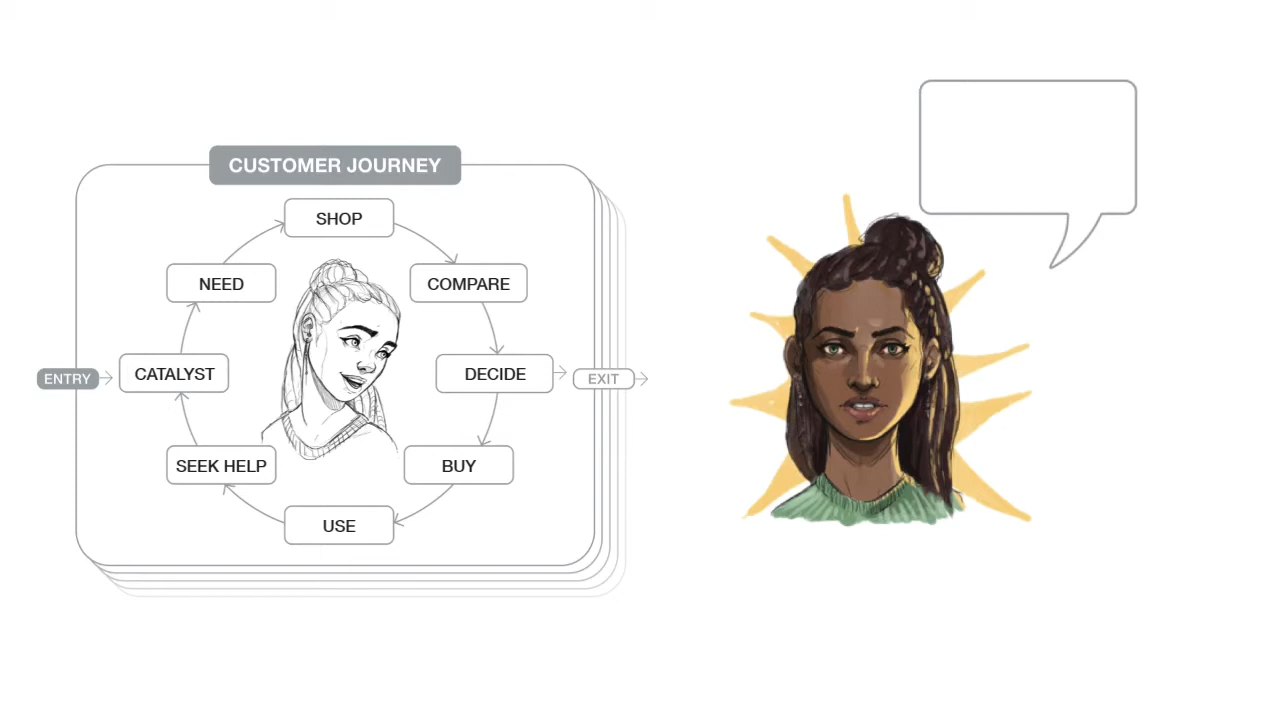 CUSTOMER JOURNEY
SHOP
NEED
COMPARE
ENTRY
CATALYST
DECIDE
EXIT
SEEK HELP
BUY
USE